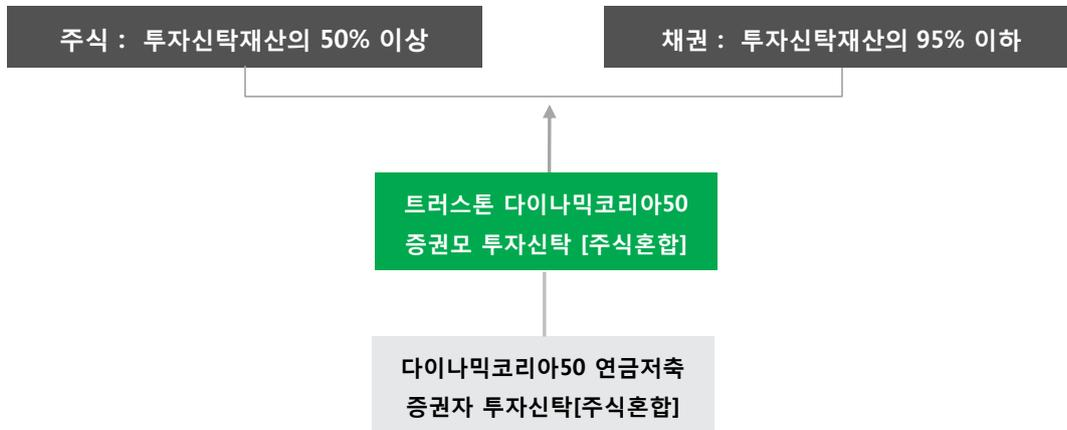 주식 : 투자신탁재산의 50% 이상
채권 : 투자신탁재산의 95% 이하
트러스톤 다이나믹코리아50
증권모 투자신탁 [주식혼합]
다이나믹코리아50 연금저축
증권자 투자신탁[주식혼합]